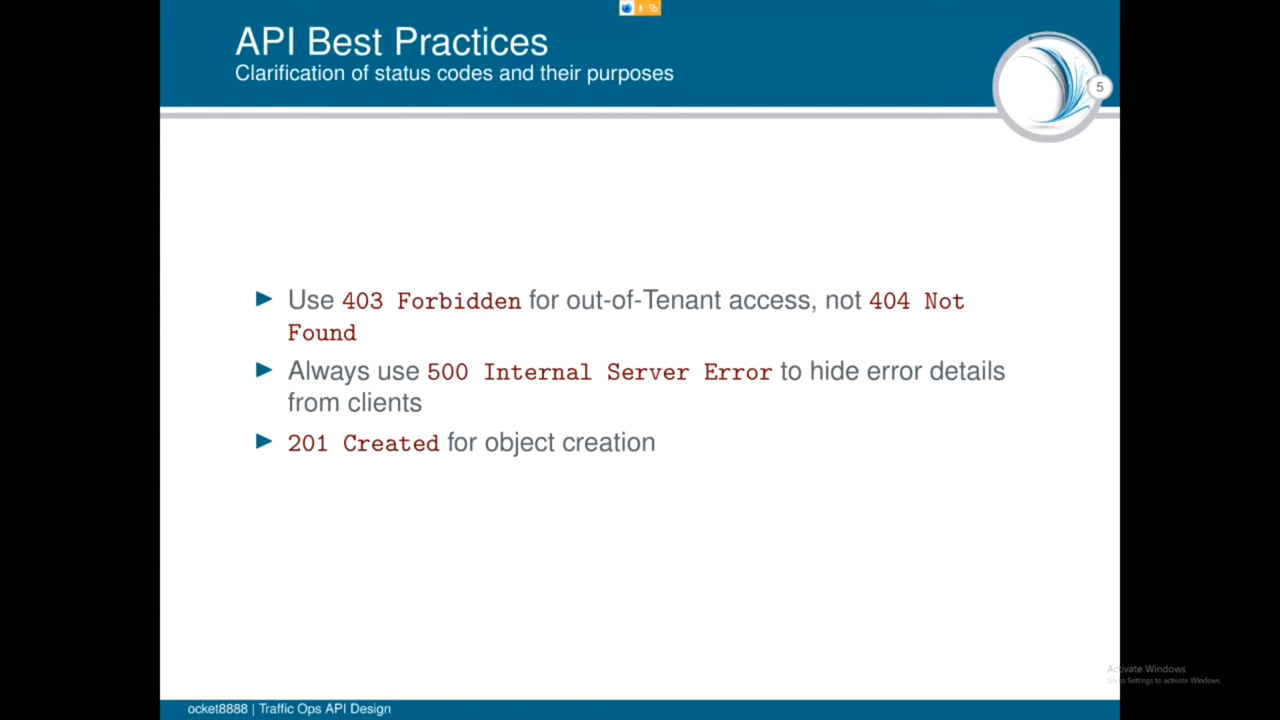 API Best Practices
Clarification of status codes and their purposes
5
Use 403 Forbidden for out-of-Tenant access, not 404 Not
Found
Always use 500 Internal Server Error to hide error details
from clients
201 Created for object creation
Activate Windows
Go to Settings to activate Windows.
ocket8888 | Traffic Ops API Design